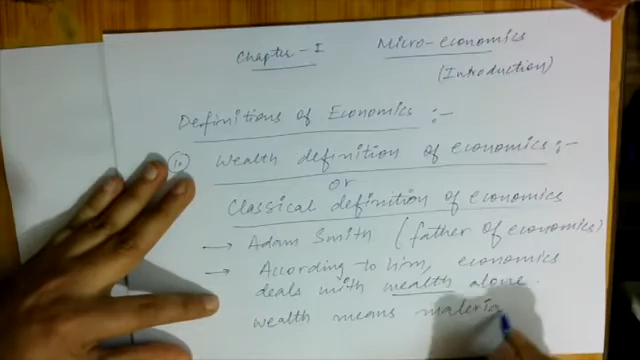 Chapter - I Micro-economics
(Introduction)
Definitions of Economics :-
1. Wealth definition of economics :-
or
Classical definition of economics
→ Adam Smith (father of economics).
→ According to him, economics
deals with wealth alone.
wealth means materia